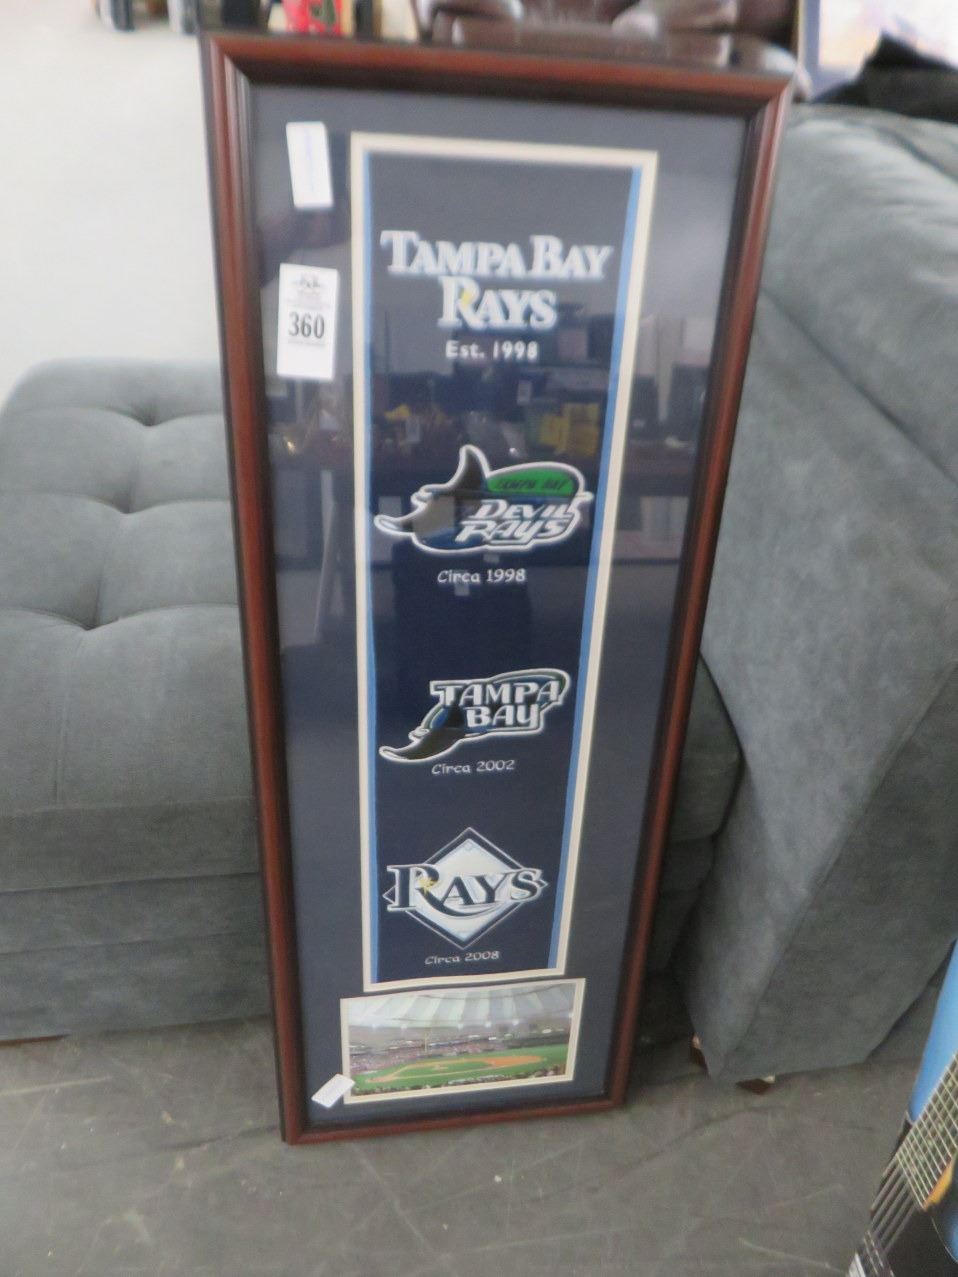 360
TAMPA BAY
RAYS
Est. 1998
TAMPA BAY
DEVIL
RAYS
Circa 1998
TAMPA
BAY
Circa 2002
RAYS
Circa 2008